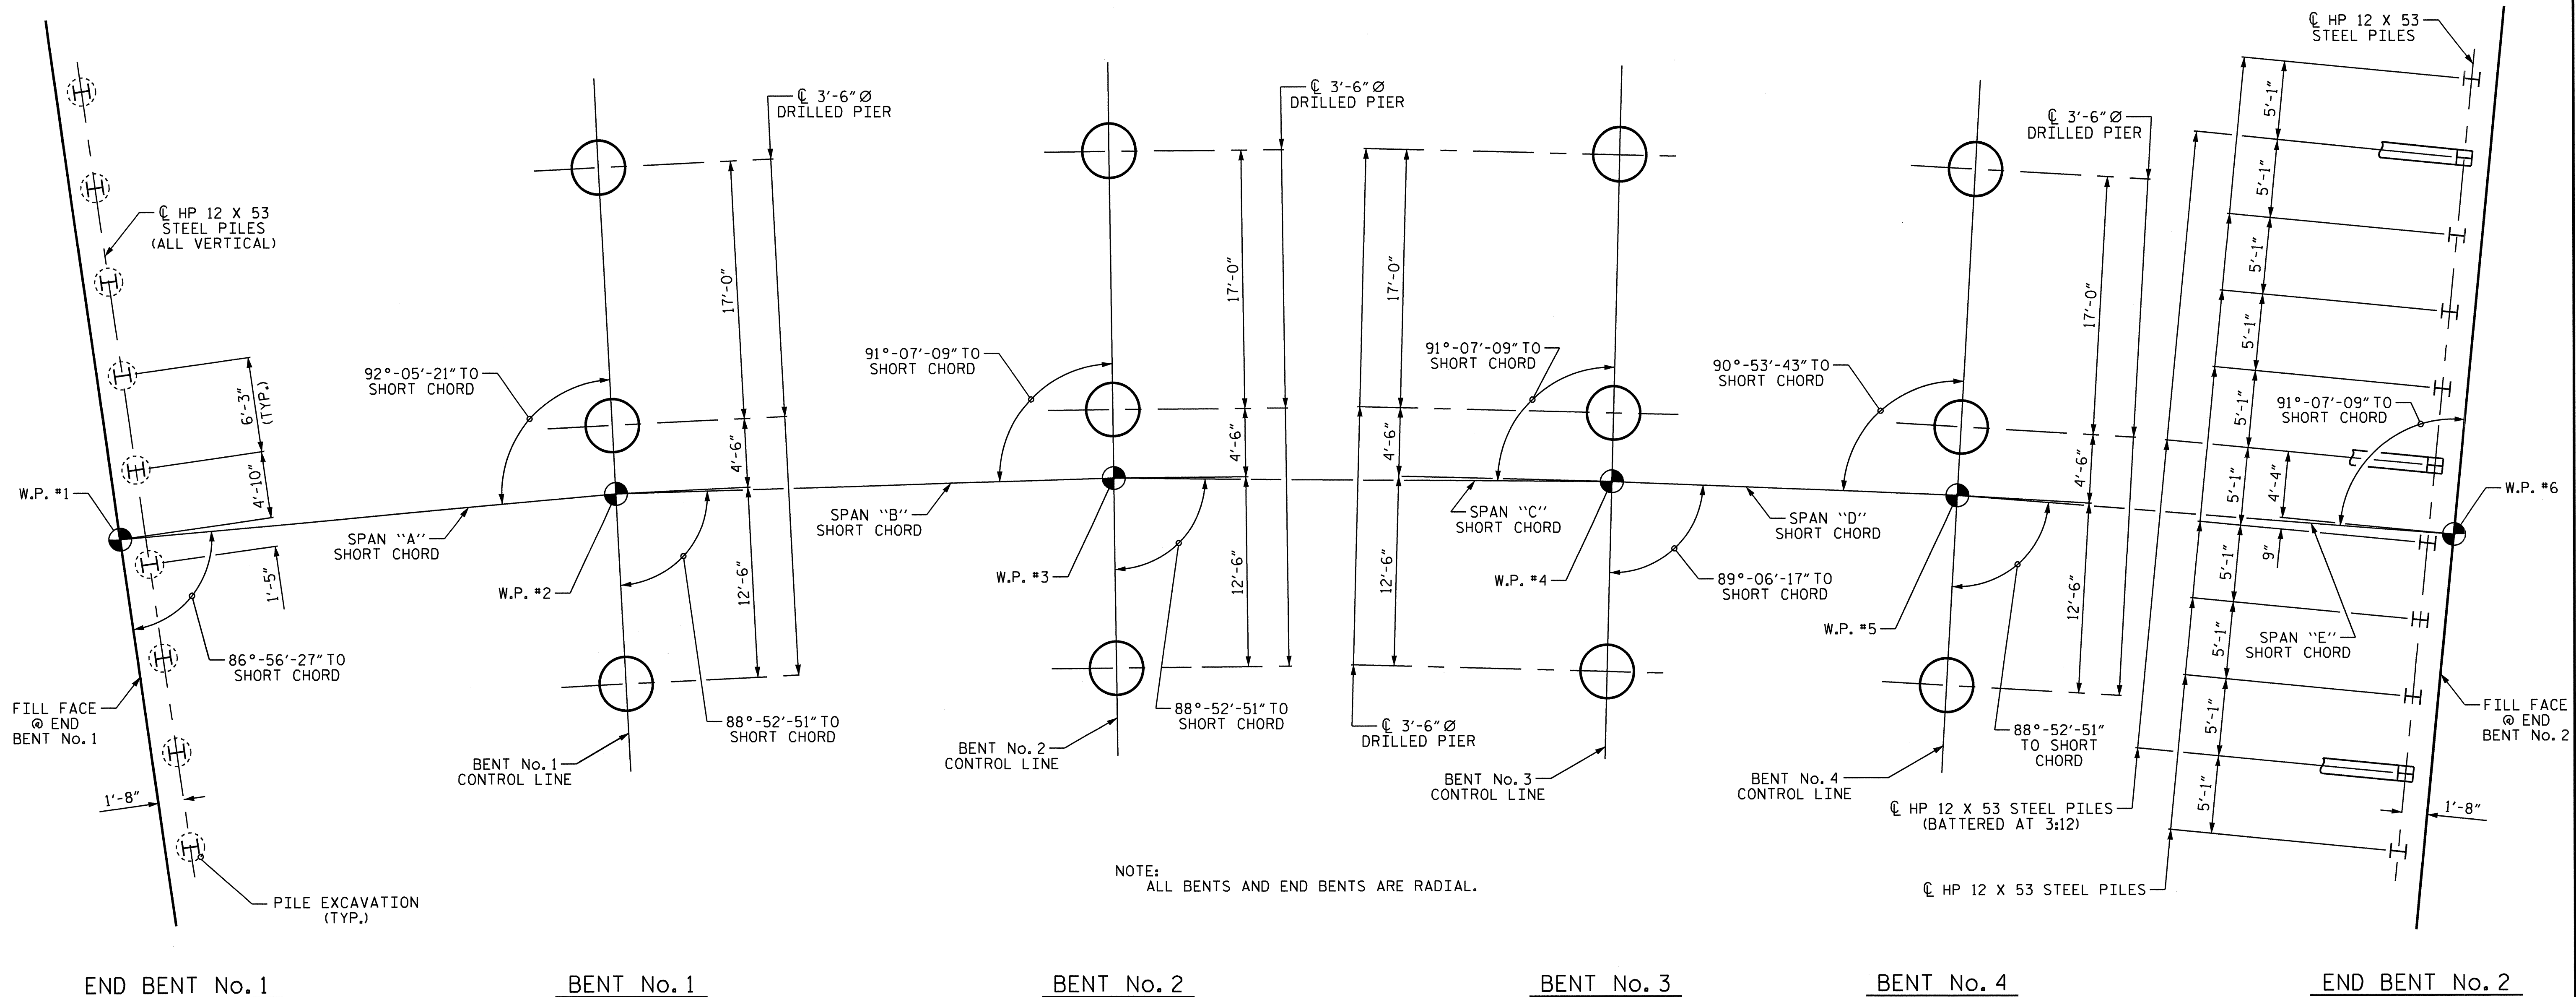 ℄ HP 12 X 53
STEEL PILES
(ALL VERTICAL)
W.P. #1
6'-3"
(TYP.)
4'-10"
1'-5"
86°-56'-27" TO
SHORT CHORD
FILL FACE
@ END
BENT No. 1
1'-8"
PILE EXCAVATION
(TYP.)
SPAN "A"
SHORT CHORD
92°-05'-21" TO
SHORT CHORD
℄ 3'-6" Ø
DRILLED PIER
17'-0"
4'-6"
12'-6"
W.P. #2
88°-52'-51" TO
SHORT CHORD
BENT No. 1
CONTROL LINE
SPAN "B"
SHORT CHORD
91°-07'-09" TO
SHORT CHORD
℄ 3'-6" Ø
DRILLED PIER
17'-0"
4'-6"
12'-6"
W.P. #3
88°-52'-51" TO
SHORT CHORD
BENT No. 2
CONTROL LINE
17'-0"
4'-6"
12'-6"
℄ 3'-6" Ø
DRILLED PIER
91°-07'-09" TO
SHORT CHORD
SPAN "C"
SHORT CHORD
W.P. #4
89°-06'-17" TO
SHORT CHORD
BENT No. 3
CONTROL LINE
SPAN "D"
SHORT CHORD
90°-53'-43" TO
SHORT CHORD
℄ 3'-6" Ø
DRILLED PIER
17'-0"
4'-6"
12'-6"
W.P. #5
88°-52'-51"
TO SHORT
CHORD
BENT No. 4
CONTROL LINE
℄ HP 12 X 53 STEEL PILES
(BATTERED AT 3:12)
℄ HP 12 X 53 STEEL PILES
℄ HP 12 X 53
STEEL PILES
5'-1"
5'-1"
5'-1"
5'-1"
5'-1"
5'-1"
5'-1"
5'-1"
5'-1"
5'-1"
91°-07'-09" TO
SHORT CHORD
4'-4"
9"
SPAN "E"
SHORT CHORD
W.P. #6
FILL FACE
@ END
BENT No. 2
1'-8"
NOTE:
ALL BENTS AND END BENTS ARE RADIAL.
END BENT No. 1
BENT No. 1
BENT No. 2
BENT No. 3
BENT No. 4
END BENT No. 2